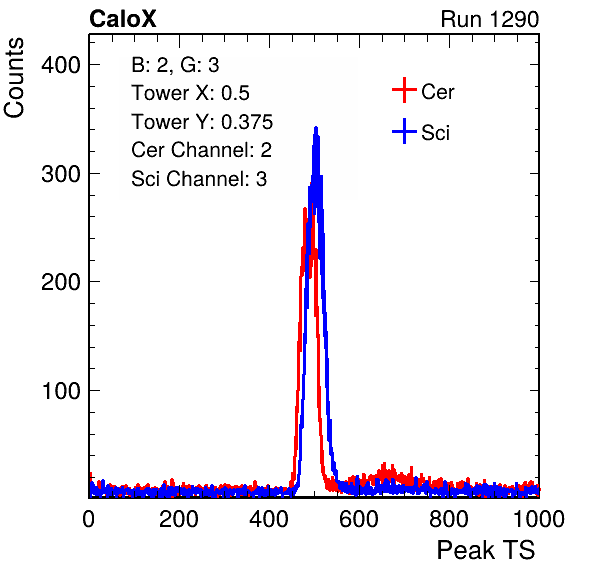 CaloX Run 1290
Counts
B: 2, G: 3
Tower X: 0.5
Tower Y: 0.375
Cer Channel: 2
Sci Channel: 3
Cer
Sci
400
300
200
100
0 200 400 600 800 1000
Peak TS